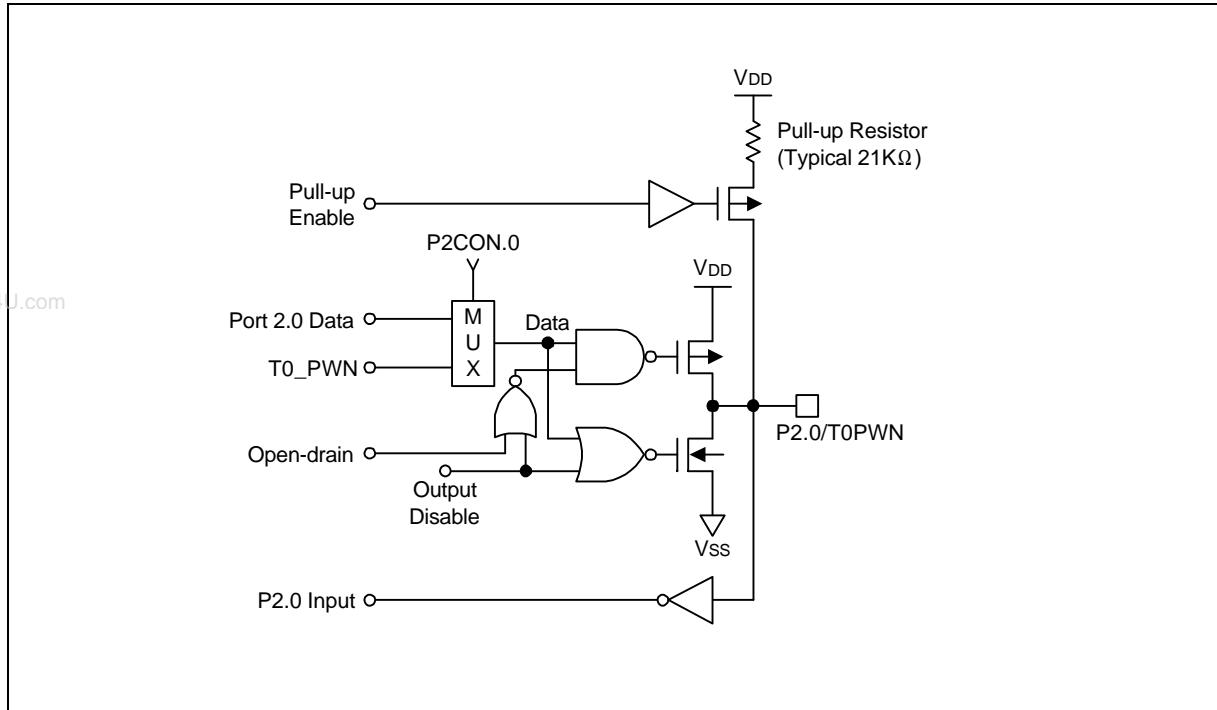 VDD
Pull-up Resistor
(Typical 21KΩ)
Pull-up
Enable
P2CON.0
VDD
U.com
Port 2.0 Data
M
U
X
Data
T0_PWN
P2.0/T0PWN
Open-drain
Output
Disable
VSS
P2.0 Input